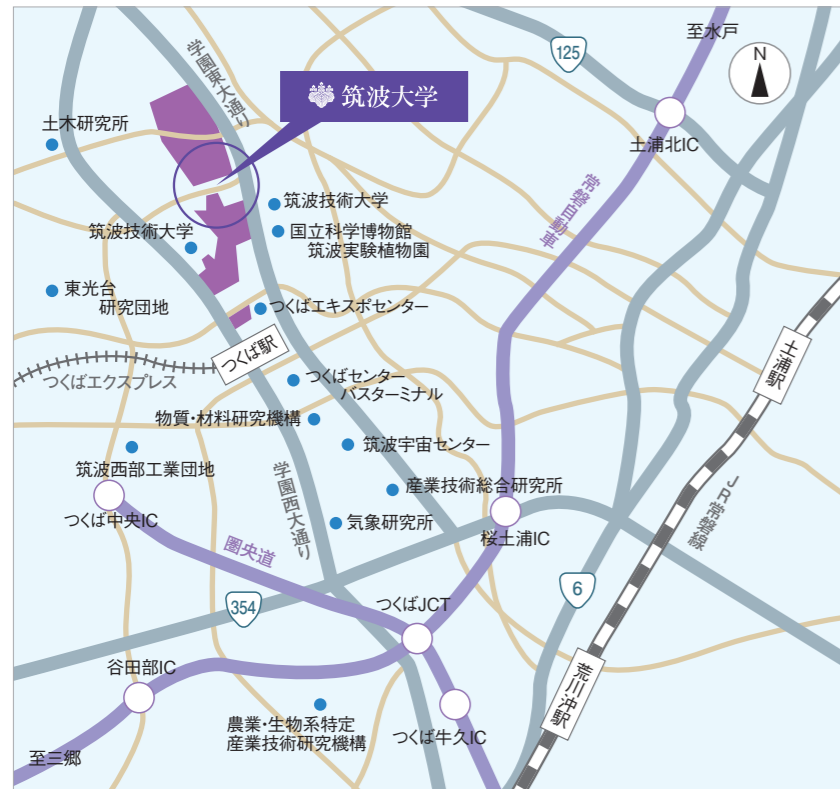 至水戸
125
N
学園東大通り
筑波大学
土木研究所
土浦北IC
常磐自動車
筑波技術大学
国立科学博物館
筑波実験植物園
筑波技術大学
東光台
研究団地
つくばエキスポセンター
つくば駅
土浦駅
つくばエクスプレス
つくばセンター
バスターミナル
物質・材料研究機構
筑波宇宙センター
筑波西部工業団地
学園西大通り
産業技術総合研究所
JR常磐線
つくば中央IC
気象研究所
桜土浦IC
圏央道
6
354
つくばJCT
谷田部IC
荒川沖駅
農業・生物系特定
産業技術研究機構
つくば牛久IC
至三郷